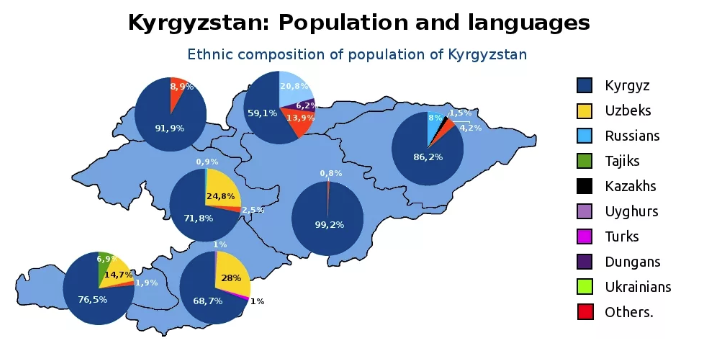 Kyrgyzstan: Population and languages
Ethnic composition of population of Kyrgyzstan
8,9%
91,9%
20,8%
6,2%
59,1%
13,9%
8%
1,5%
4,2%
86,2%
0,9%
24,8%
2,5%
71,8%
0,8%
99,2%
6,9%
14,7%
1,9%
76,5%
1%
28%
68,7%
1%
Kyrgyz
Uzbeks
Russians
Tajiks
Kazakhs
Uyghurs
Turks
Dungans
Ukrainians
Others.